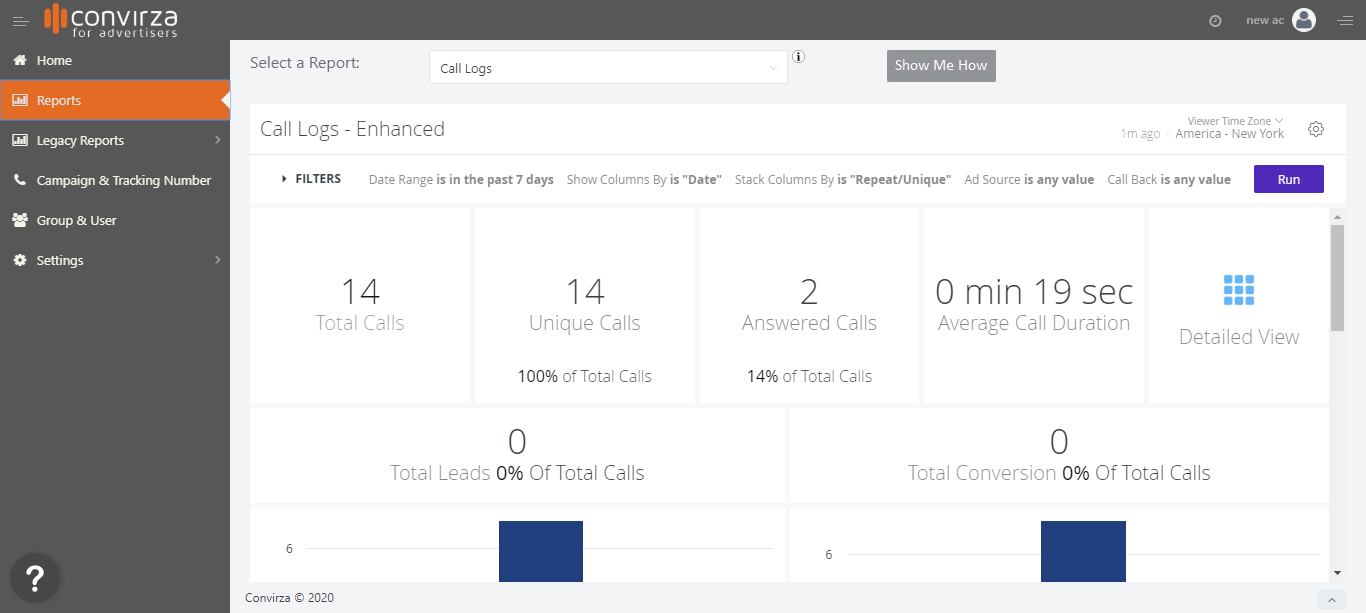 convirza
for advertisers
new ac
Home
Reports
Legacy Reports
Campaign & Tracking Number
Group & User
Settings
?
Select a Report:
Call Logs
i
Show Me How
Call Logs - Enhanced
1m ago · Viewer Time Zone
America - New York
FILTERS Date Range is in the past 7 days Show Columns By is "Date" Stack Columns By is "Repeat/Unique" Ad Source is any value Call Back is any value Run
14
Total Calls
14
Unique Calls
100% of Total Calls
2
Answered Calls
14% of Total Calls
0 min 19 sec
Average Call Duration
Detailed View
0
Total Leads 0% Of Total Calls
0
Total Conversion 0% Of Total Calls
6
6
Convirza © 2020